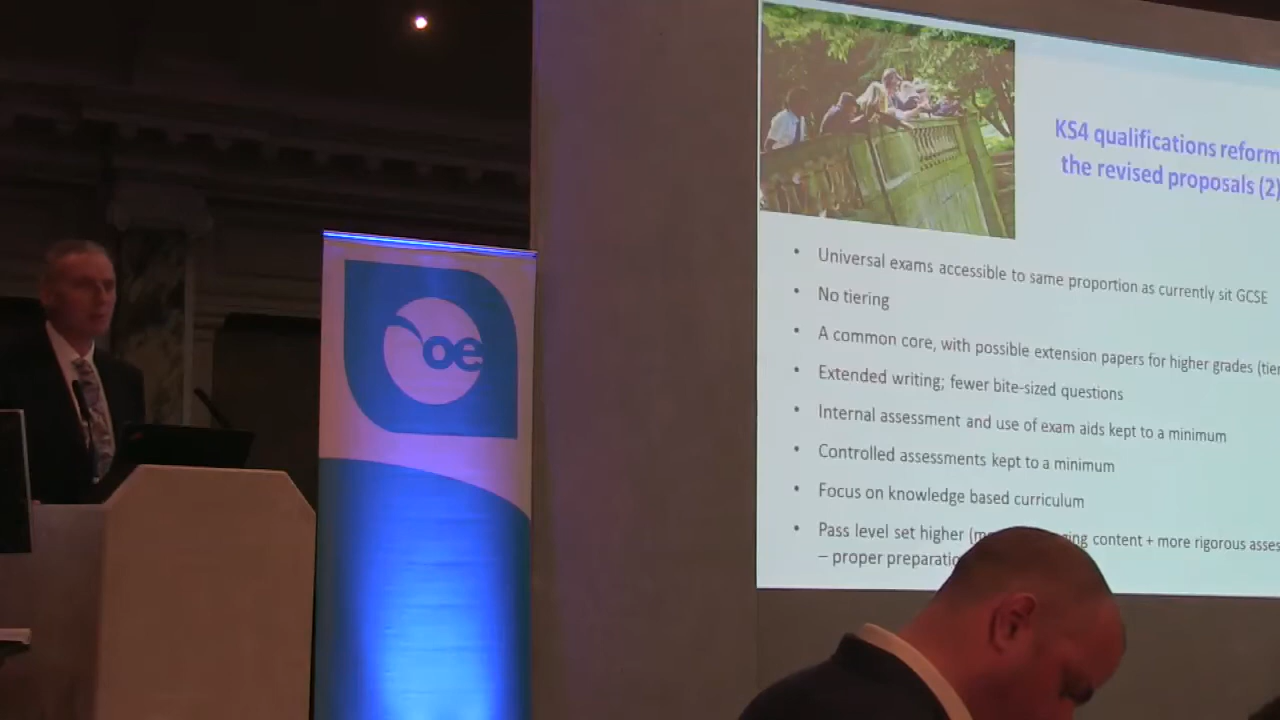 oe
KS4 qualifications reform
the revised proposals (2)
Universal exams accessible to same proportion as currently sit GCSE
No tiering
A common core, with possible extension papers for higher grades
Extended writing; fewer bite-sized questions
Internal assessment and use of exam aids kept to a minimum
Controlled assessments kept to a minimum
Focus on knowledge based curriculum
Pass level set higher content + more rigorous
– proper